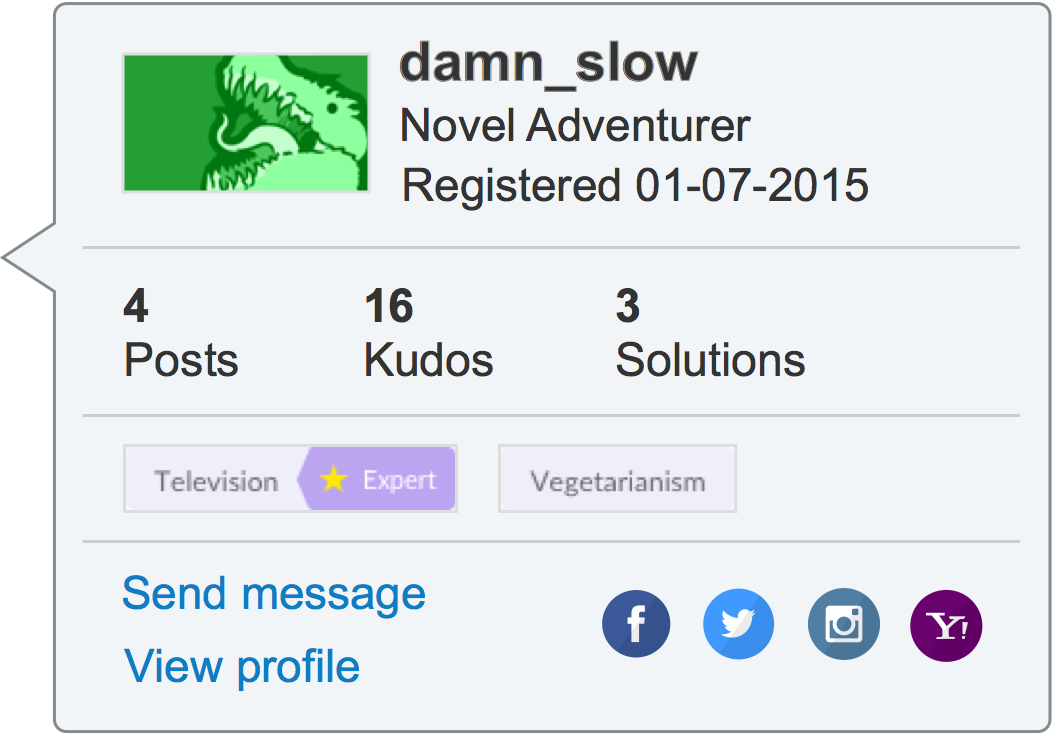 damn_slow
Novel Adventurer
Registered 01-07-2015
4 16 3
Posts Kudos Solutions
Television Expert Vegetarianism
Send message
f Y!
View profile